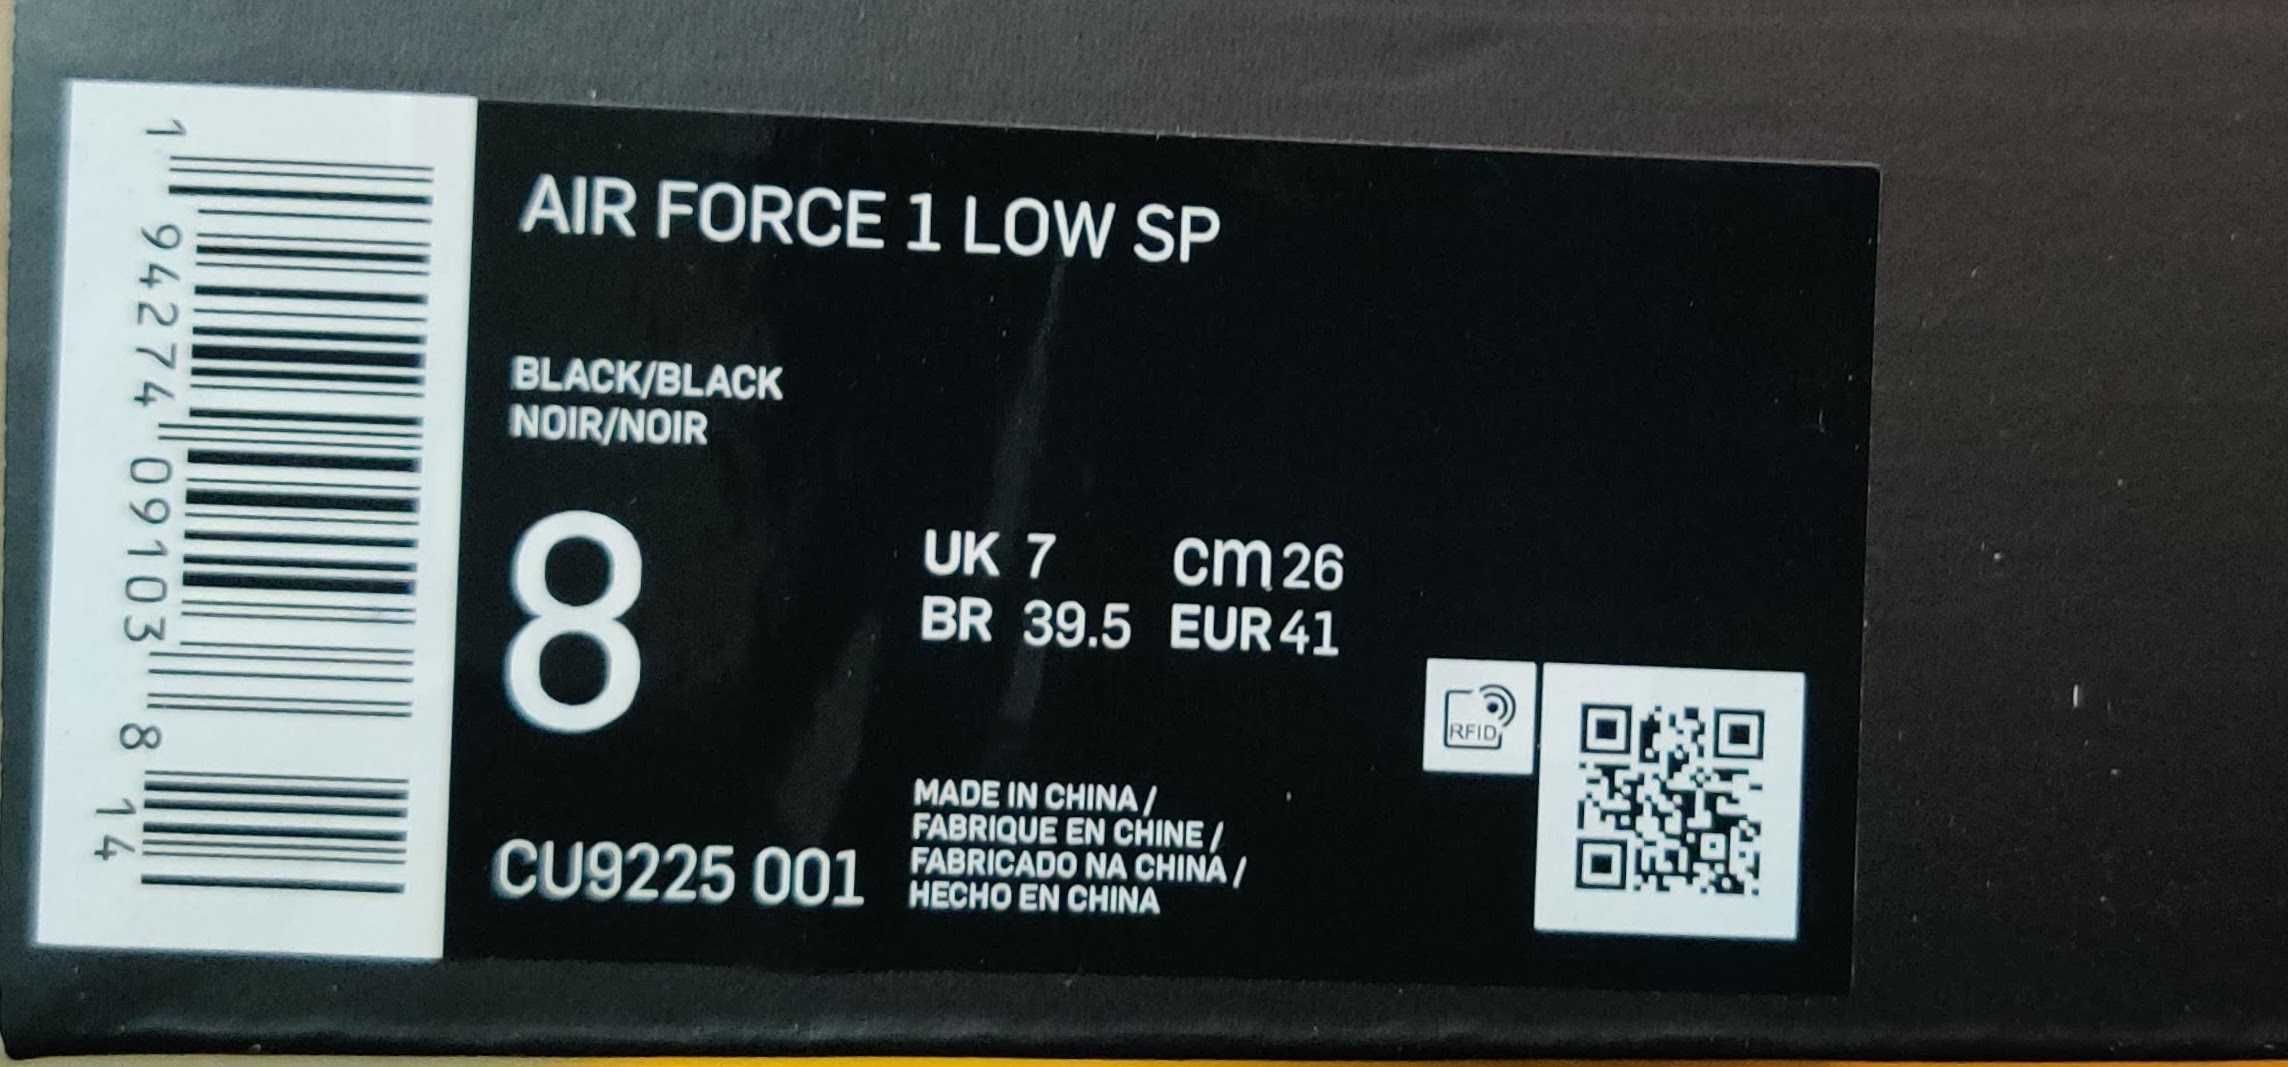 1 94274 09103 8 14
AIR FORCE 1 LOW SP
BLACK/BLACK
NOIR/NOIR
8
UK 7 cm 26
BR 39.5 EUR 41
RFID
CU9225 001
MADE IN CHINA /
FABRIQUE EN CHINE /
FABRICADO NA CHINA /
HECHO EN CHINA